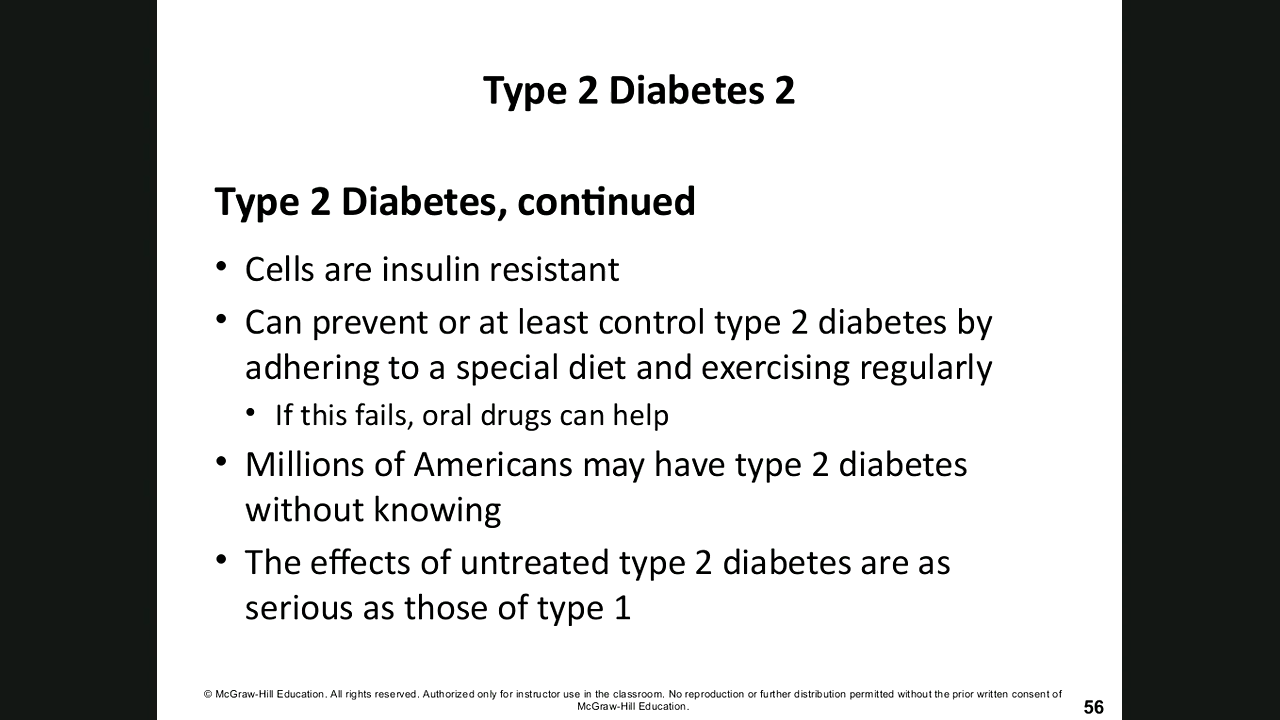 Type 2 Diabetes 2
Type 2 Diabetes, continued
• Cells are insulin resistant
• Can prevent or at least control type 2 diabetes by
adhering to a special diet and exercising regularly
• If this fails, oral drugs can help
• Millions of Americans may have type 2 diabetes
without knowing
• The effects of untreated type 2 diabetes are as
serious as those of type 1
© McGraw-Hill Education. All rights reserved. Authorized only for instructor use in the classroom. No reproduction or further distribution permitted without the prior written consent of
McGraw-Hill Education.
56